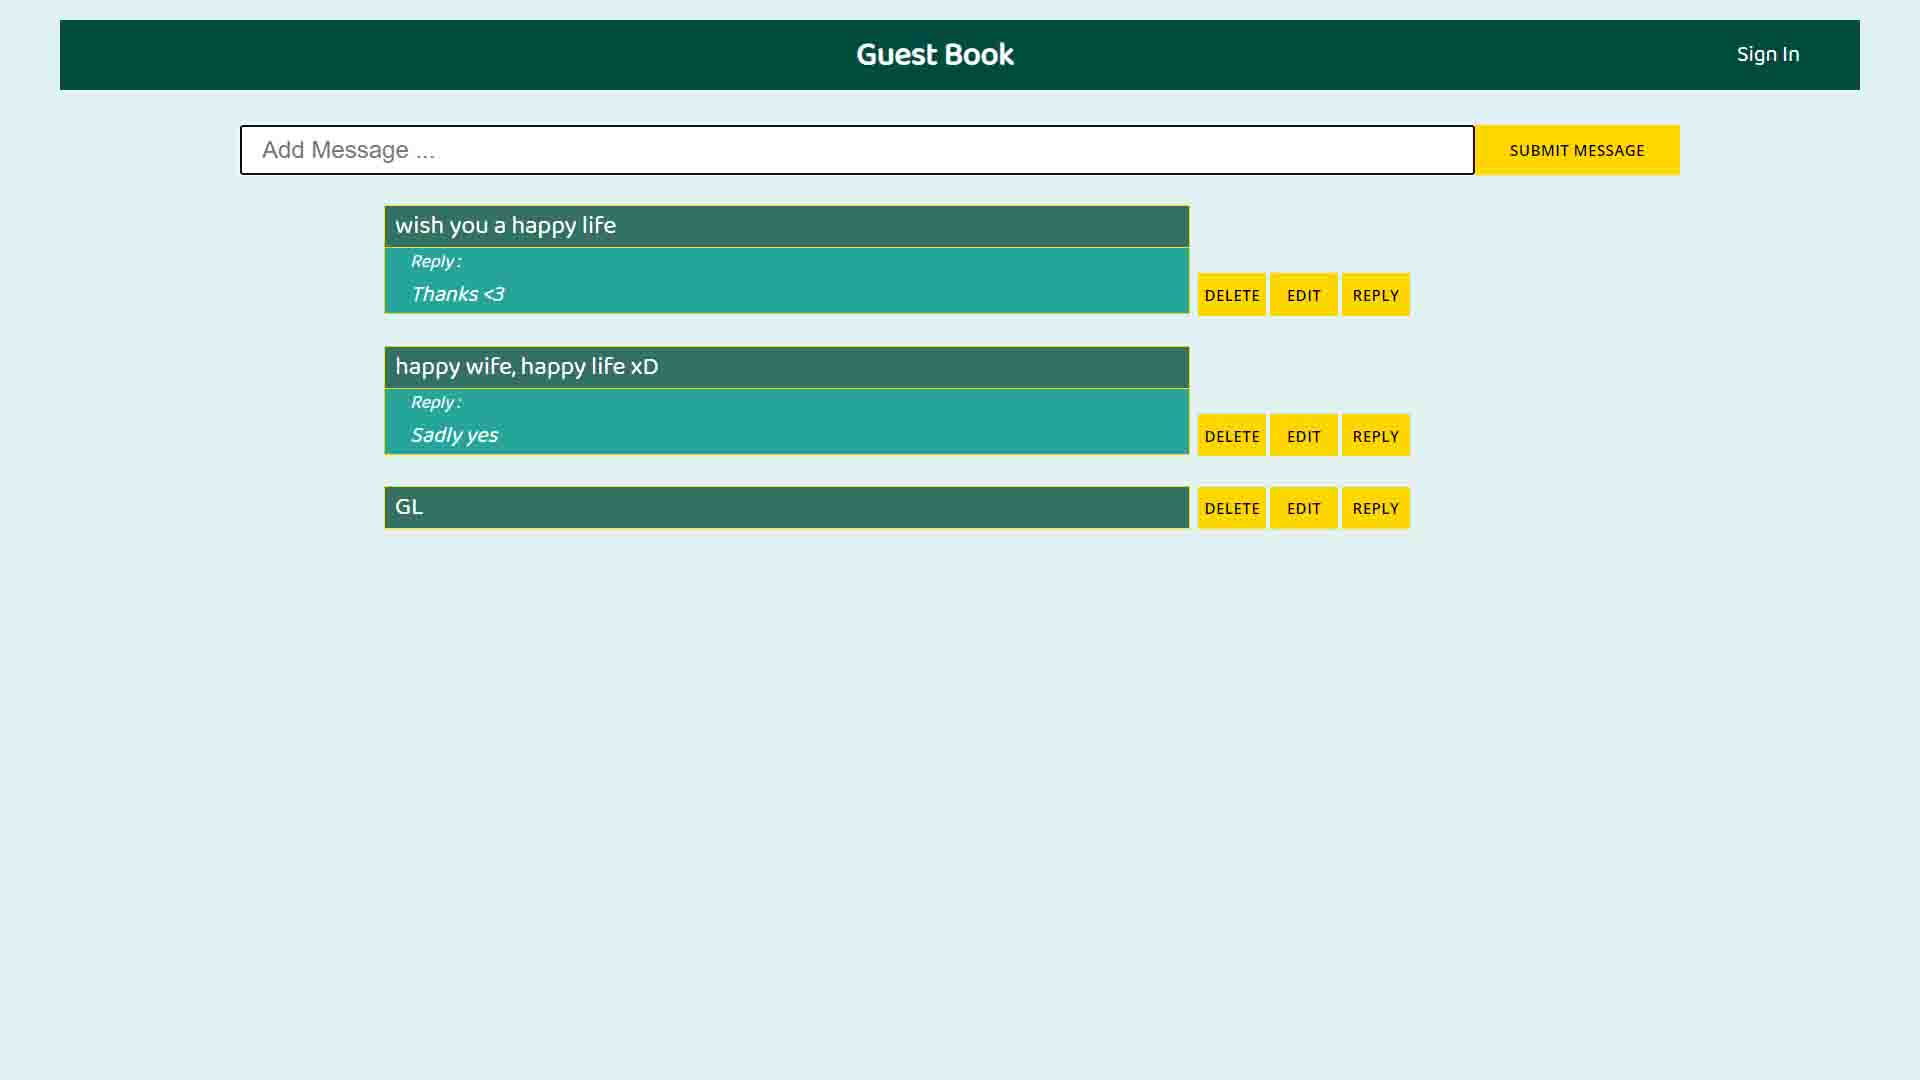 Guest Book
Sign In
Add Message ...
SUBMIT MESSAGE
wish you a happy life
Reply :
Thanks <3
DELETE EDIT REPLY
happy wife, happy life xD
Reply :
Sadly yes
DELETE EDIT REPLY
GL
DELETE EDIT REPLY